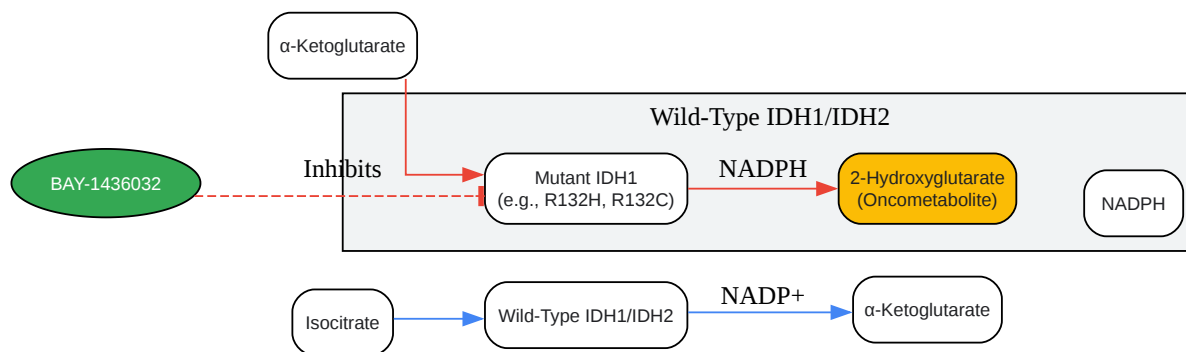 α-Ketoglutarate
Wild-Type IDH1/IDH2
BAY-1436032
Inhibits
Mutant IDH1
(e.g., R132H, R132C)
NADPH
2-Hydroxyglutarate
(Oncometabolite)
NADPH
Isocitrate
Wild-Type IDH1/IDH2
NADP+
α-Ketoglutarate